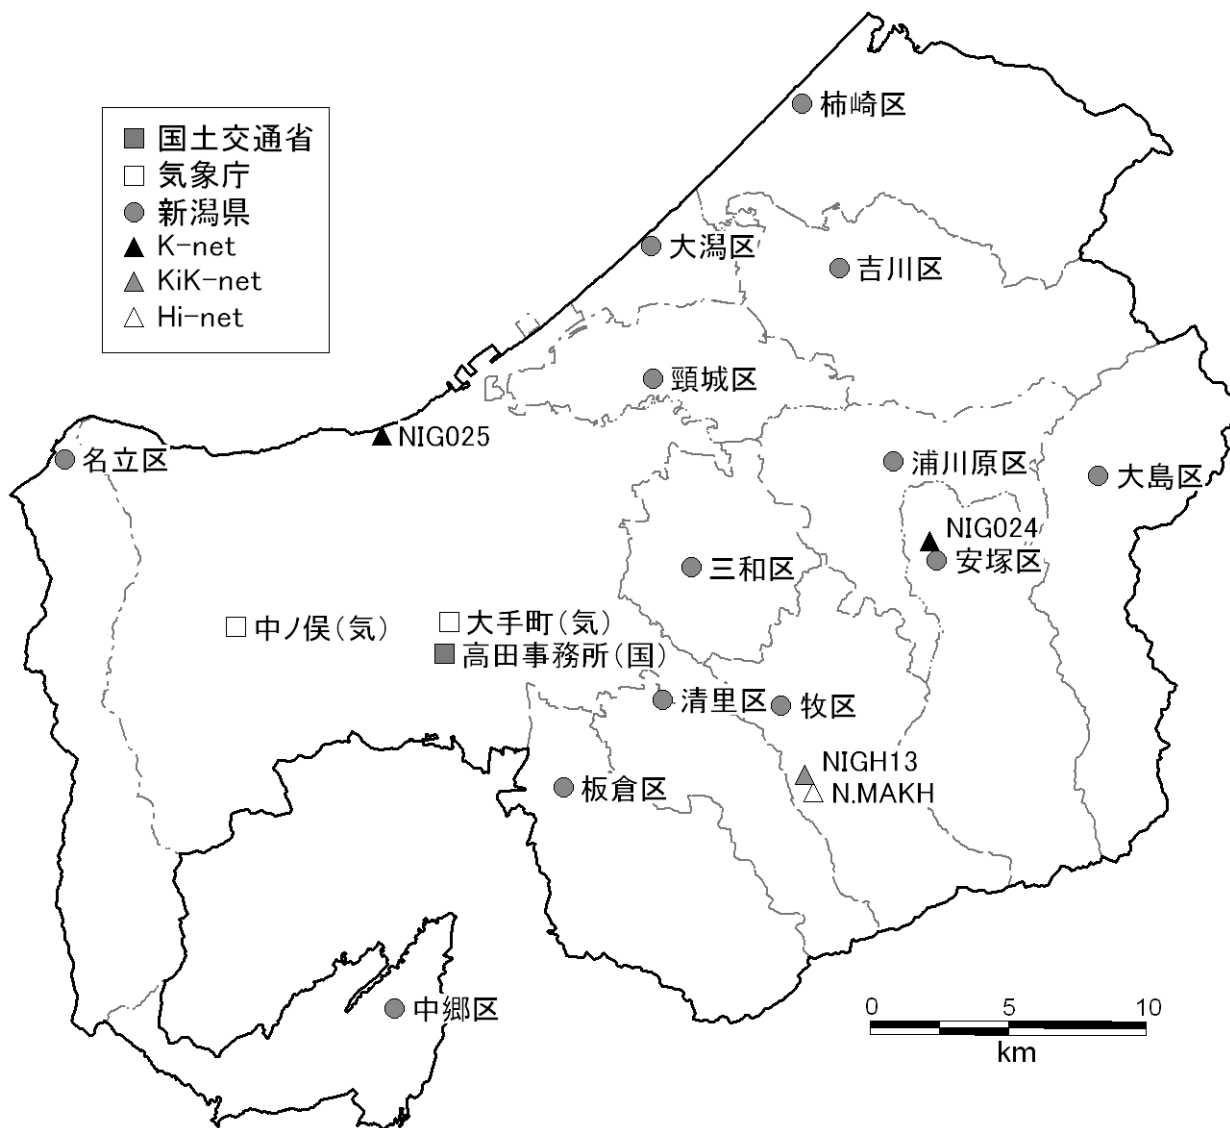 国土交通省
気象庁
新潟県
K-net
KiK-net
Hi-net
柿崎区
大潟区
吉川区
頸城区
NIG025
名立区
浦川原区
大島区
NIG024
安塚区
三和区
中ノ俣(気)
大手町(気)
高田事務所(国)
清里区
牧区
NIGH13
N.MAKH
板倉区
中郷区
0 5 10
km